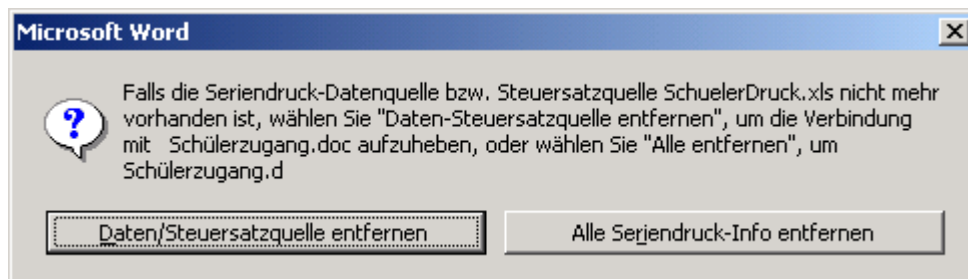 Microsoft Word
Falls die Seriendruck-Datenquelle bzw. Steuersatzquelle SchuelerDruck.xls nicht mehr
vorhanden ist, wählen Sie "Daten-Steuersatzquelle entfernen", um die Verbindung
mit   Schülerzugang.doc aufzuheben, oder wählen Sie "Alle entfernen", um
Schülerzugang.d
Daten/Steuersatzquelle entfernen
Alle Seriendruck-Info entfernen